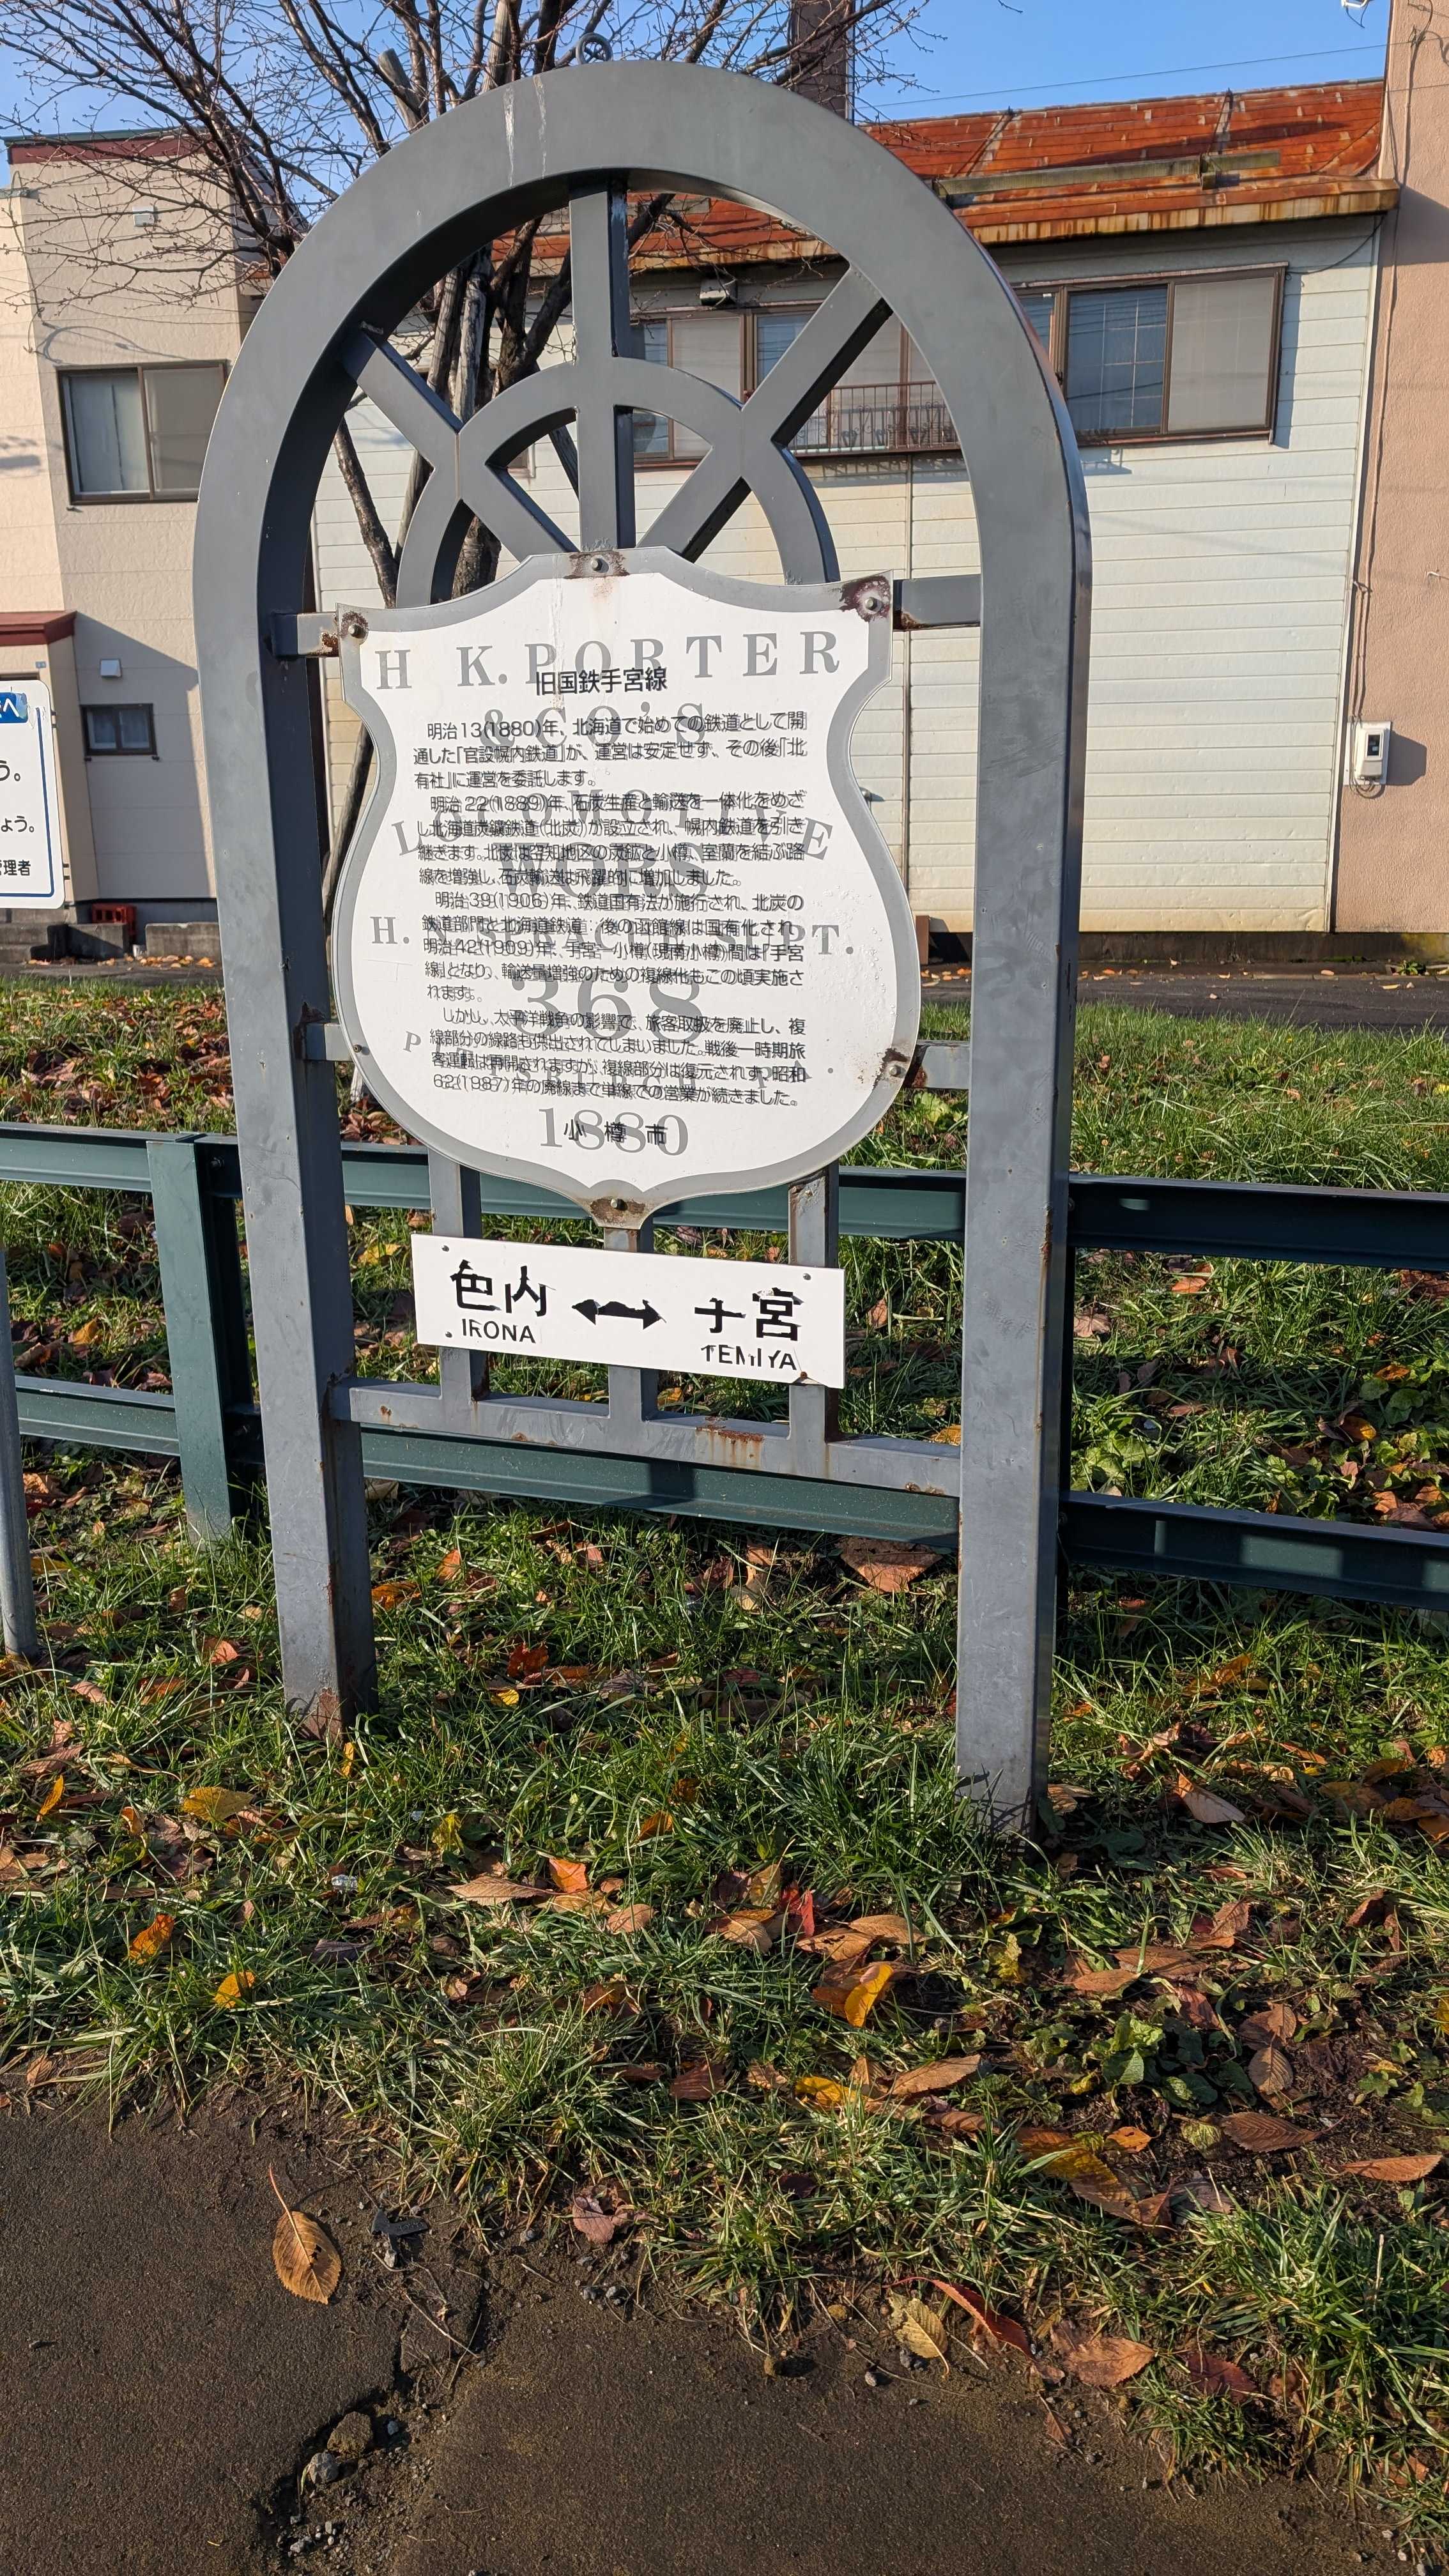 H K. PORTER
旧国鉄手宮線
& CO'S
明治13(1880)年、北海道で始めての鉄道として開
通した「官設幌内鉄道」が、運営は安定せず、その後「北
有社」に運営を委託します。
明治22(1889)年、石炭生産と輸送を一体化をめざ
し北海道炭鑛鉄道(北炭)が設立され、幌内鉄道を引き
継ぎます。北炭は空知地区の炭鉱と小樽、室蘭を結ぶ路
線を増強し、石炭輸送は飛躍的に増加しました。
明治39(1906)年、鉄道国有法が施行され、北炭の
鉄道部門と北海道鉄道:後の函館線は国有化され
明治42(1909)年、手宮―小樽(現南小樽)間は「手宮
線」となり、輸送量増強のための複線化もこの頃実施さ
れます。
368
しかし、太平洋戦争の影響で、旅客取扱を廃止し、複
線部分の線路も供出されてしまいました。戦後一時期旅
客運転は再開されますが、複線部分は復元されず、昭和
62(1987)年の廃線まで単線での営業が続きました。
1880
小樽市
色内 ↔ 手宮
IRONA TEMIYA
へ
う。
ょう。
管理者